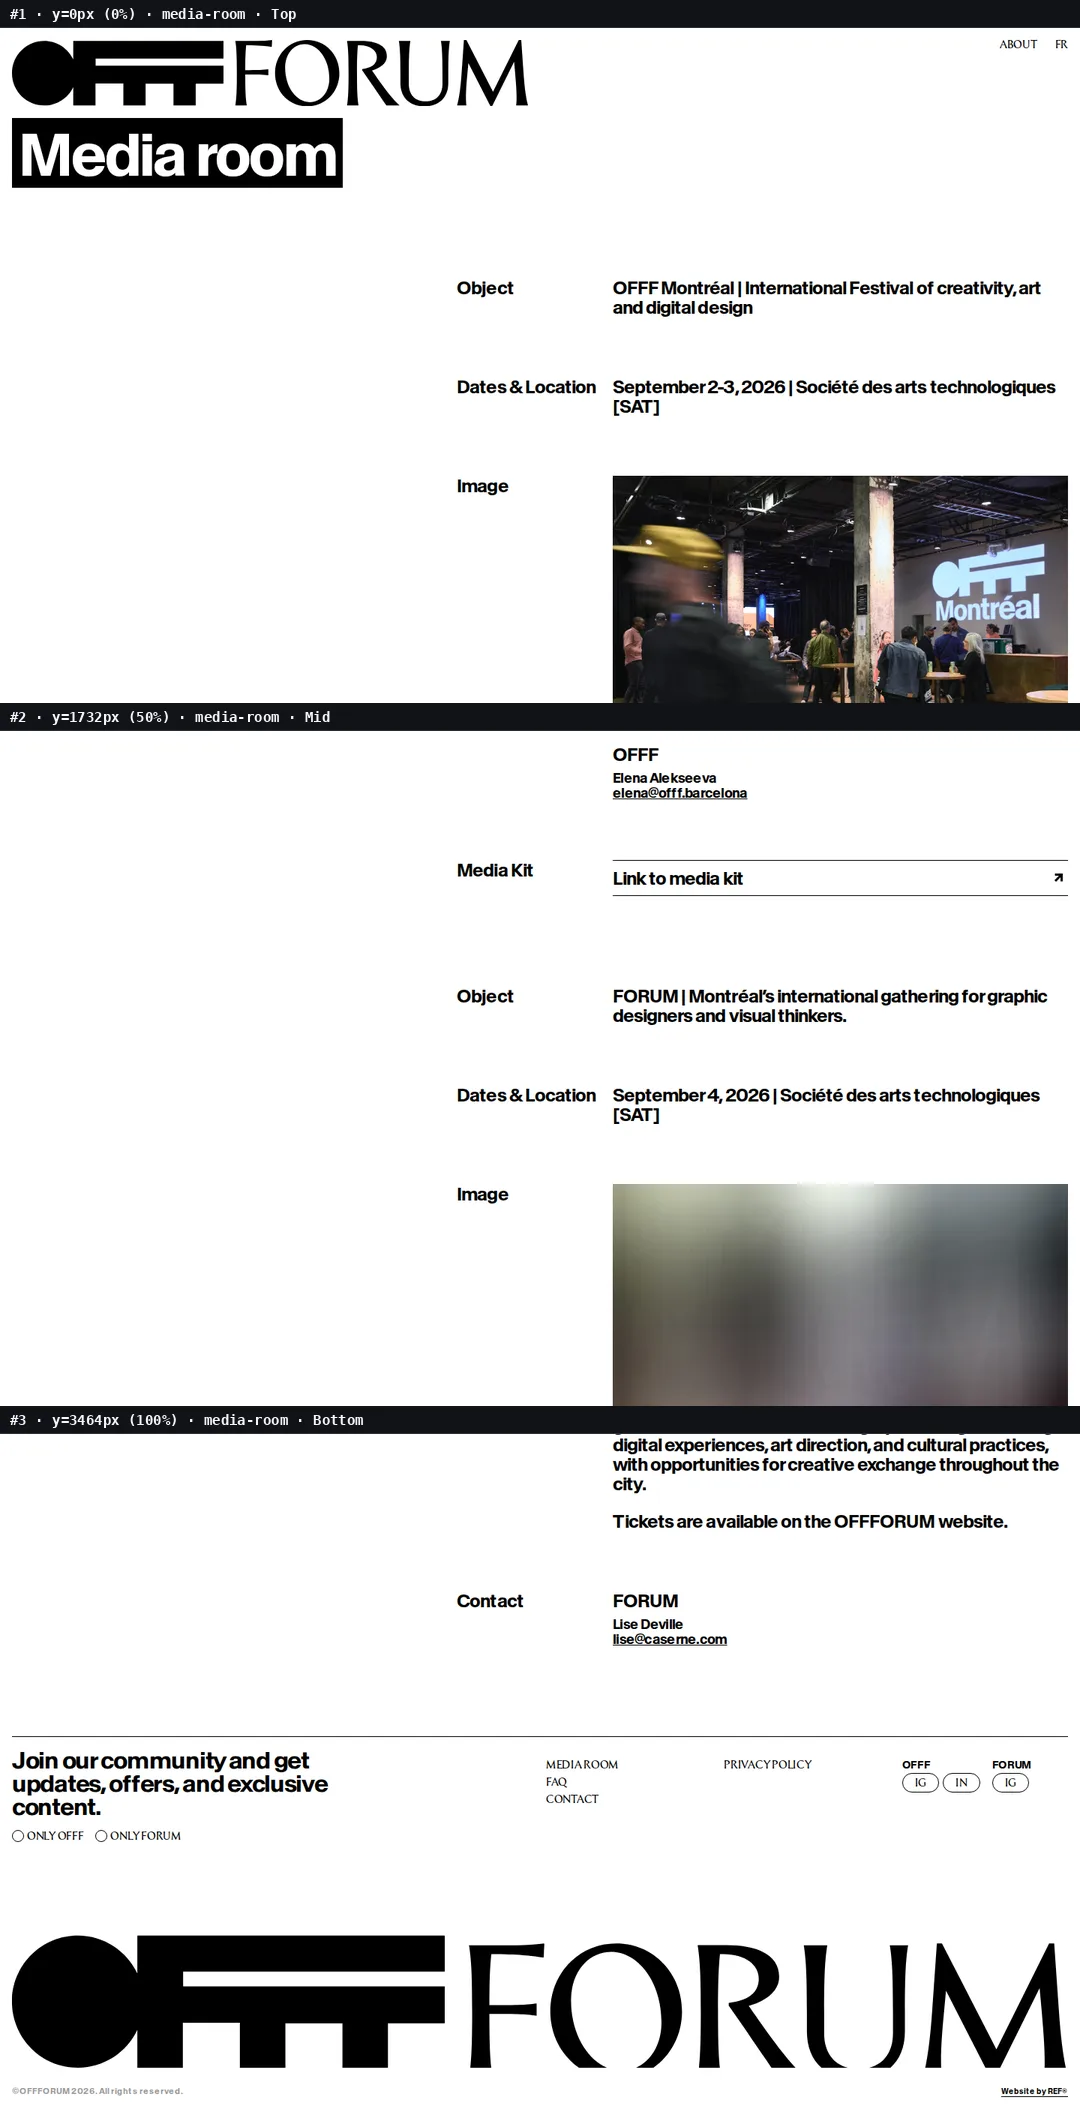 #1 · y=0px (0%) · media-room · Top
OFFF FORUM
ABOUT FR
Media room
Object
OFFF Montréal | International Festival of creativity, art
and digital design
Dates & Location
September 2-3, 2026 | Société des arts technologiques
[SAT]
Image
OFFF
Montréal
#2 · y=1732px (50%) · media-room · Mid
OFFF
Elena Alekseeva
elena@offf.barcelona
Media Kit
Link to media kit
Object
FORUM | Montréal’s international gathering for graphic
designers and visual thinkers.
Dates & Location
September 4, 2026 | Société des arts technologiques
[SAT]
Image
#3 · y=3464px (100%) · media-room · Bottom
digital experiences, art direction, and cultural practices,
with opportunities for creative exchange throughout the
city.
Tickets are available on the OFFFORUM website.
Contact
FORUM
Lise Deville
lise@caserne.com
Join our community and get
updates, offers, and exclusive
content.
ONLY OFFF ONLY FORUM
MEDIA ROOM
FAQ
CONTACT
PRIVACY POLICY
OFFF
IG IN
FORUM
IG
OFFF FORUM
©OFFFORUM 2026. All rights reserved.
Website by REF®